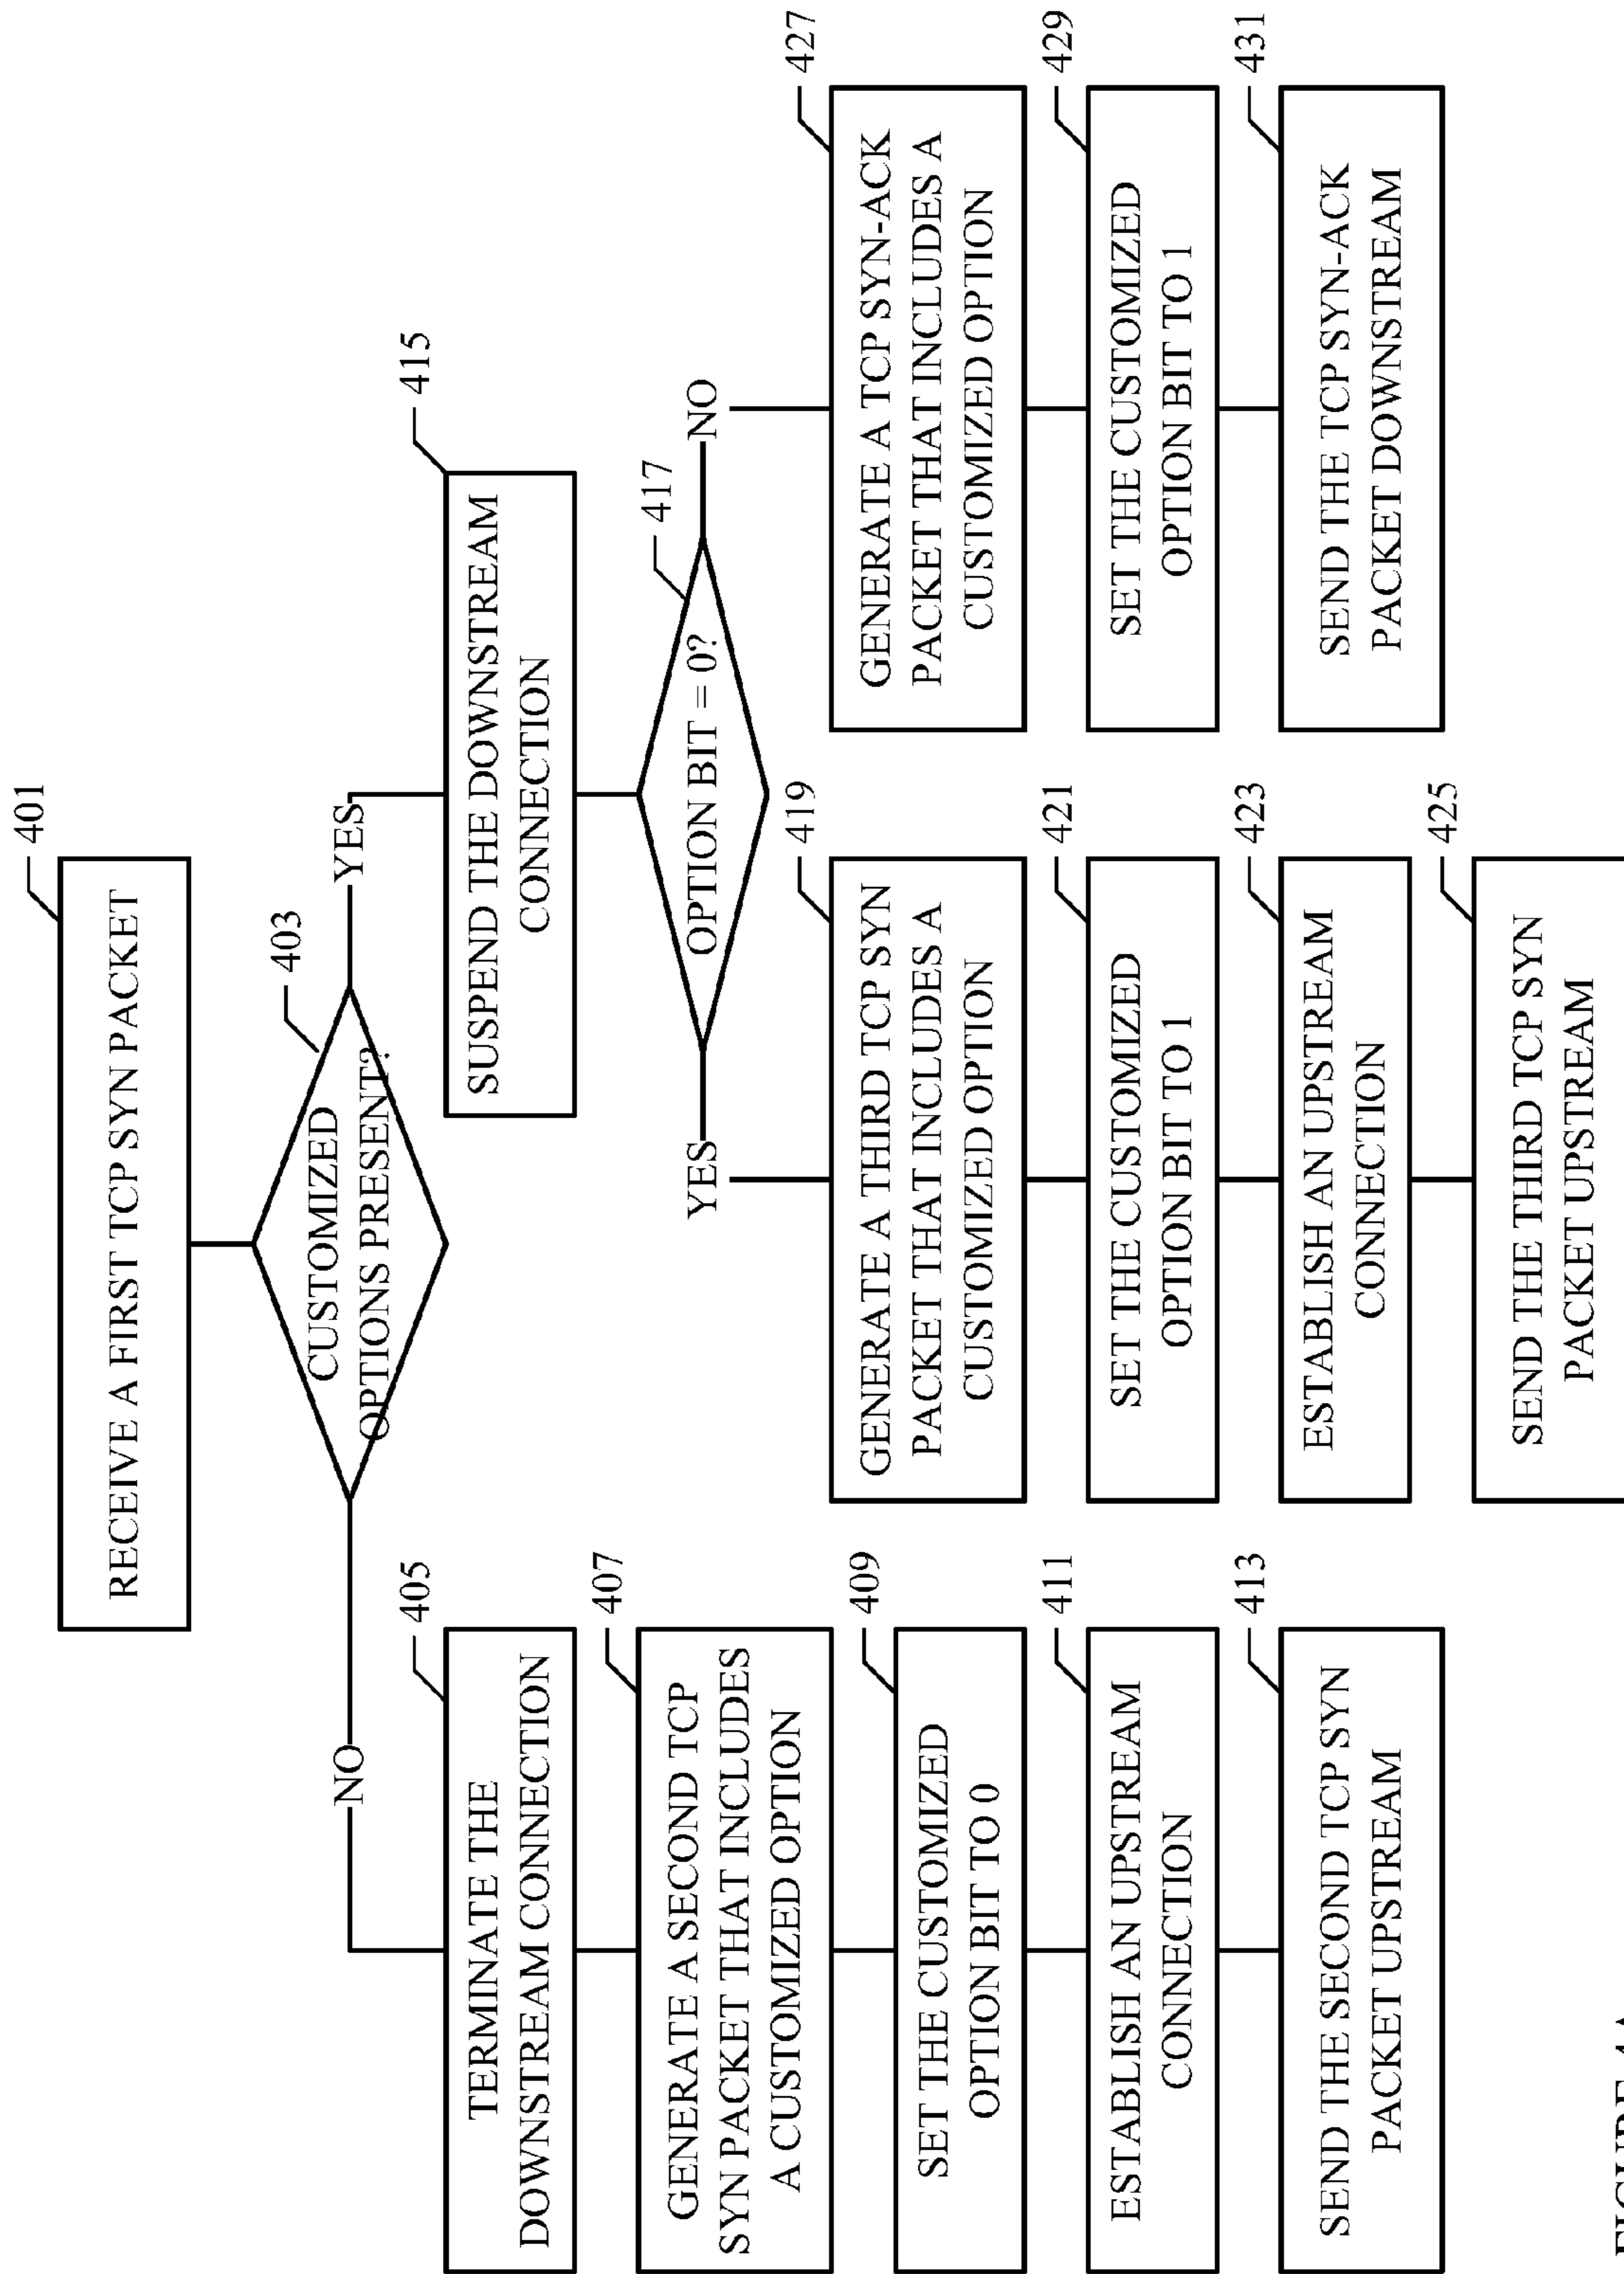 401
RECEIVE A FIRST TCP SYN PACKET
403
CUSTOMIZED
OPTIONS PRESENT?
NO
YES
405
TERMINATE THE
DOWNSTREAM CONNECTION
407
GENERATE A SECOND TCP
SYN PACKET THAT INCLUDES
A CUSTOMIZED OPTION
409
SET THE CUSTOMIZED
OPTION BIT TO 0
411
ESTABLISH AN UPSTREAM
CONNECTION
413
SEND THE SECOND TCP SYN
PACKET UPSTREAM
415
SUSPEND THE DOWNSTREAM
CONNECTION
417
OPTION BIT = 0?
YES
NO
419
GENERATE A THIRD TCP SYN
PACKET THAT INCLUDES A
CUSTOMIZED OPTION
421
SET THE CUSTOMIZED
OPTION BIT TO 1
423
ESTABLISH AN UPSTREAM
CONNECTION
425
SEND THE THIRD TCP SYN
PACKET UPSTREAM
427
GENERATE A TCP SYN-ACK
PACKET THAT INCLUDES A
CUSTOMIZED OPTION
429
SET THE CUSTOMIZED
OPTION BIT TO 1
431
SEND THE TCP SYN-ACK
PACKET DOWNSTREAM
FIGURE 4A